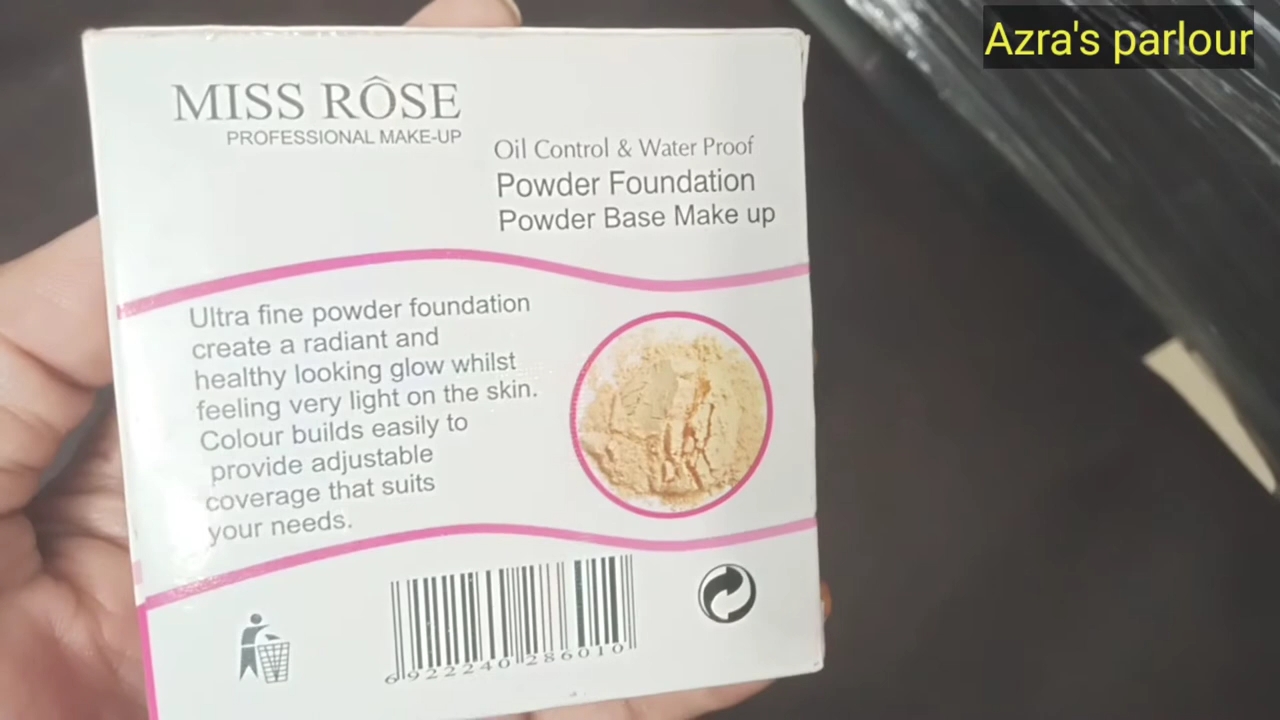 Azra's parlour
MISS RÔSE
PROFESSIONAL MAKE-UP
Oil Control & Water Proof
Powder Foundation
Powder Base Make up
Ultra fine powder foundation
create a radiant and
healthy looking glow whilst
feeling very light on the skin.
Colour builds easily to
provide adjustable
coverage that suits
your needs.
6922240286010